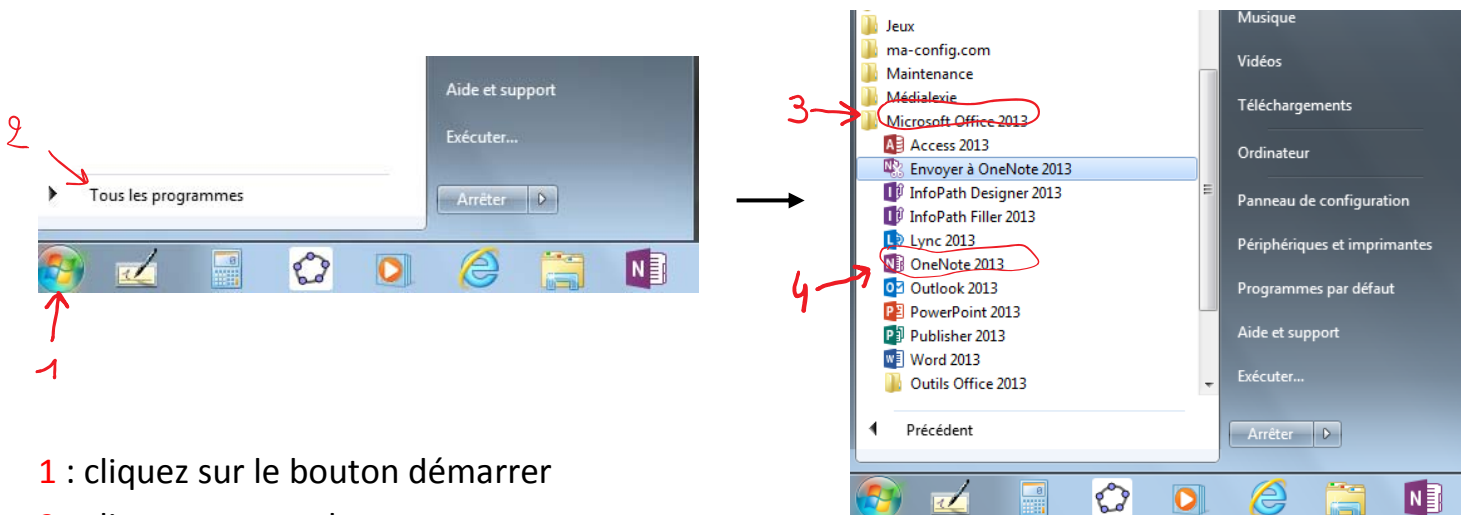 Aide et support
Exécuter...
2
Tous les programmes
Arrêter
1
Jeux
ma-config.com
Maintenance
Médialexie
3
Microsoft Office 2013
Access 2013
Envoyer à OneNote 2013
InfoPath Designer 2013
InfoPath Filler 2013
Lync 2013
4
OneNote 2013
Outlook 2013
PowerPoint 2013
Publisher 2013
Word 2013
Outils Office 2013
Précédent
Musique
Vidéos
Téléchargements
Ordinateur
Panneau de configuration
Périphériques et imprimantes
Programmes par défaut
Aide et support
Exécuter...
Arrêter
1 : cliquez sur le bouton démarrer